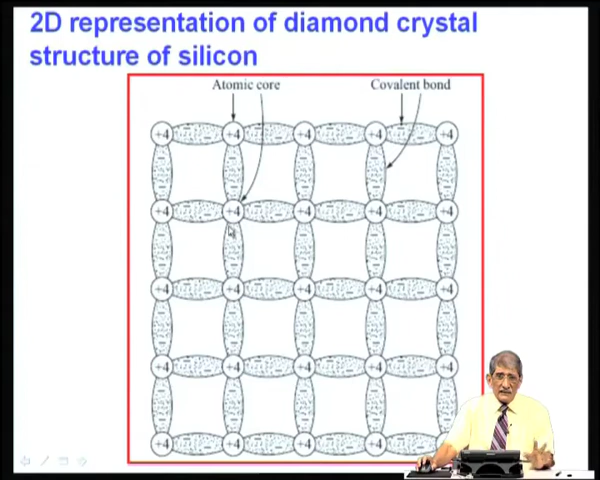 2D representation of diamond crystal
structure of silicon
Atomic core Covalent bond
+4 +4 +4 +4 +4
+4 +4 +4 +4 +4
+4 +4 +4 +4 +4
+4 +4 +4 +4 +4
+4 +4 +4 +4